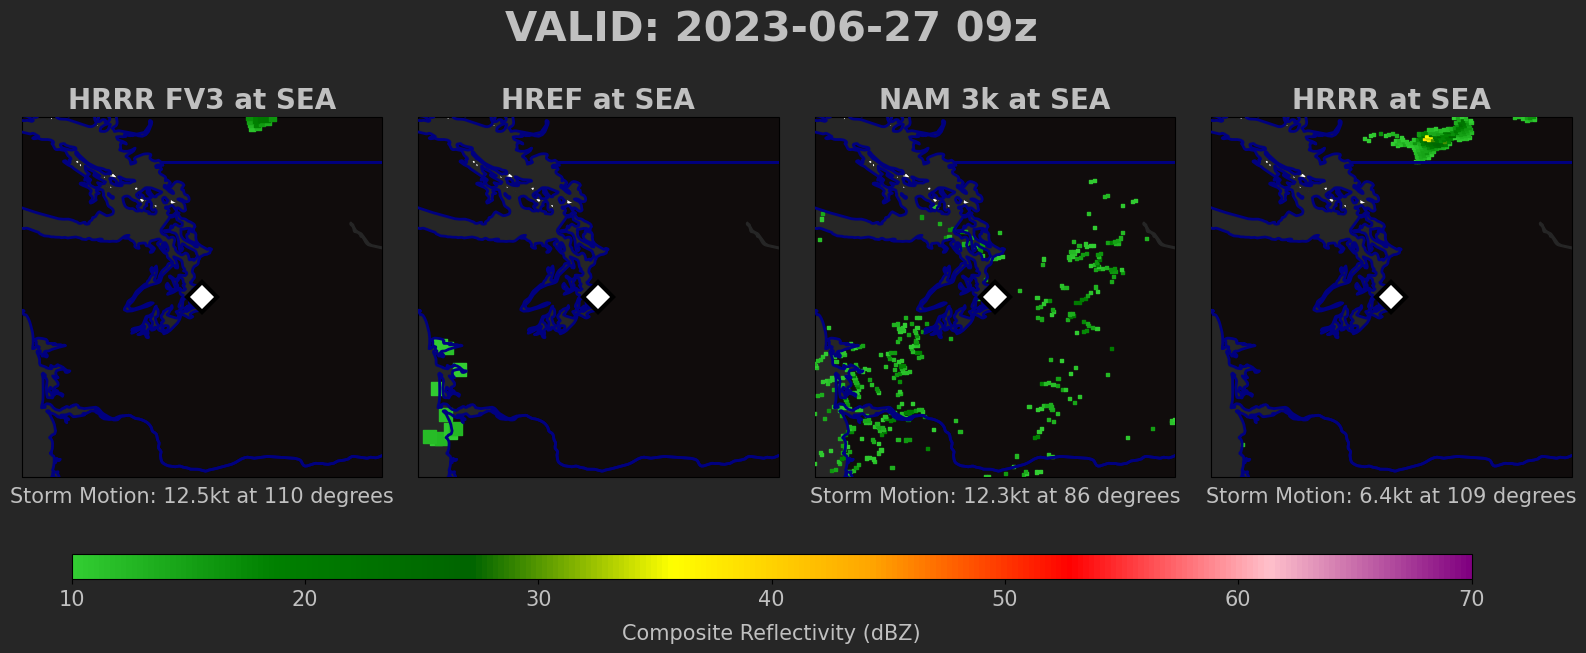 VALID: 2023-06-27 09z
HRRR FV3 at SEA
HREF at SEA
NAM 3k at SEA
HRRR at SEA
Storm Motion: 12.5kt at 110 degrees
Storm Motion: 12.3kt at 86 degrees
Storm Motion: 6.4kt at 109 degrees
10 20 30 40 50 60 70
Composite Reflectivity (dBZ)